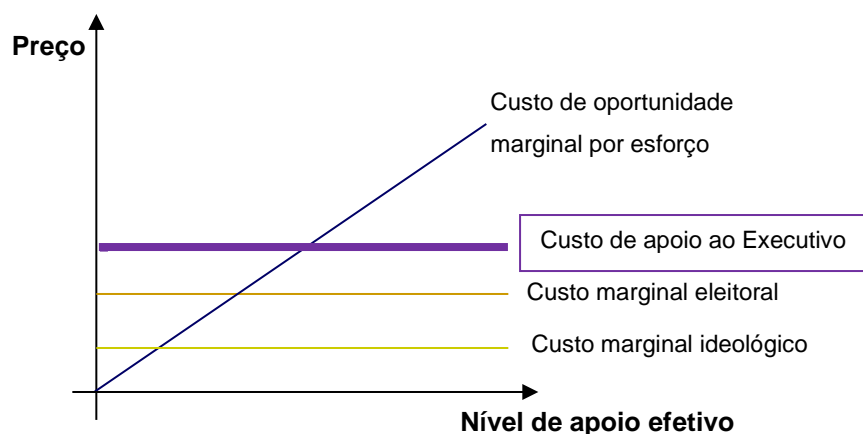 Preço
Custo de oportunidade
marginal por esforço
Custo de apoio ao Executivo
Custo marginal eleitoral
Custo marginal ideológico
Nível de apoio efetivo